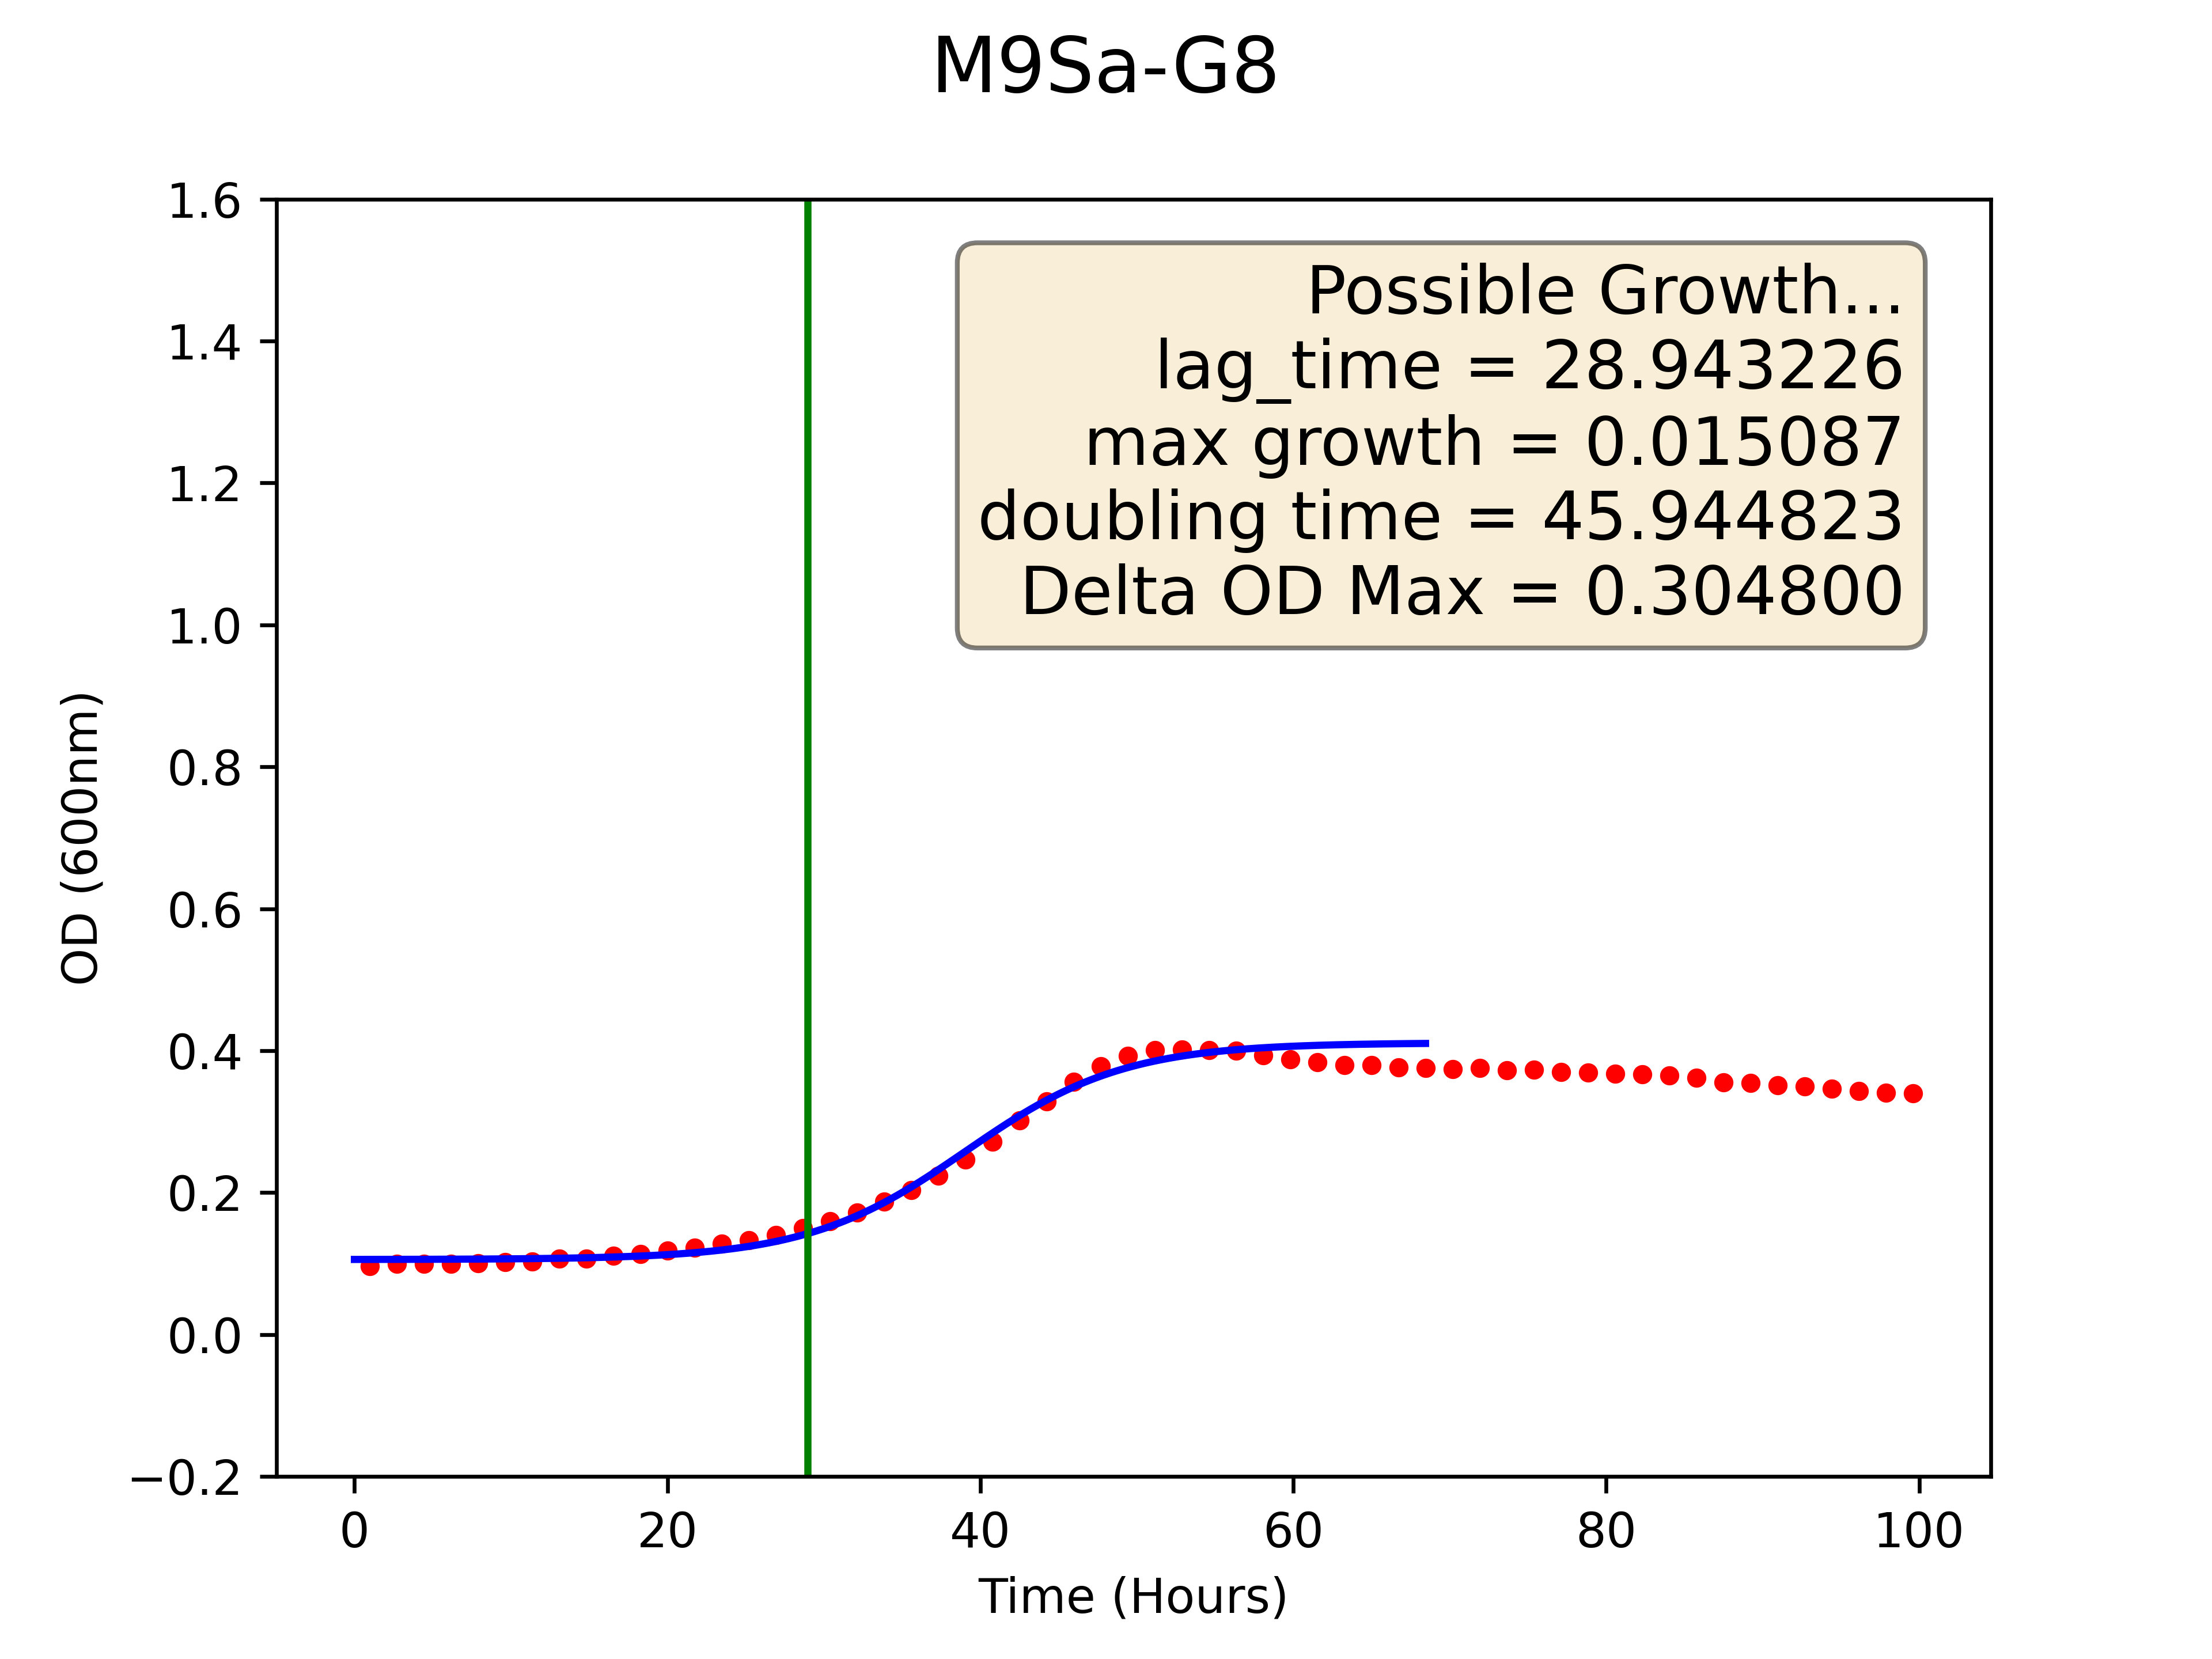 M9Sa-G8
1.6
1.4
1.2
1.0
0.8
0.6
0.4
0.2
0.0
−0.2
OD (600nm)
Possible Growth...
lag_time = 28.943226
max growth = 0.015087
doubling time = 45.944823
Delta OD Max = 0.304800
0 20 40 60 80 100
Time (Hours)